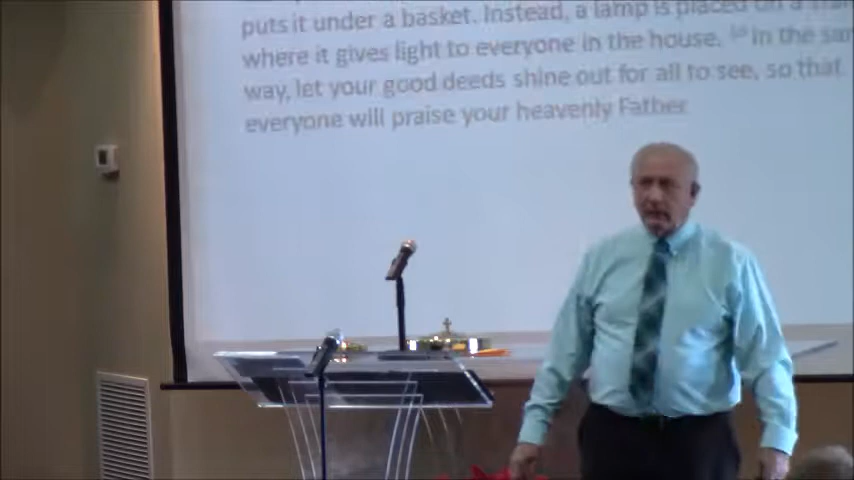 puts it under a basket. Instead, a lamp is placed on a
where it gives light to everyone in the house. In the
way, let your good deeds shine out for all to see, so that
everyone will praise your heavenly Father